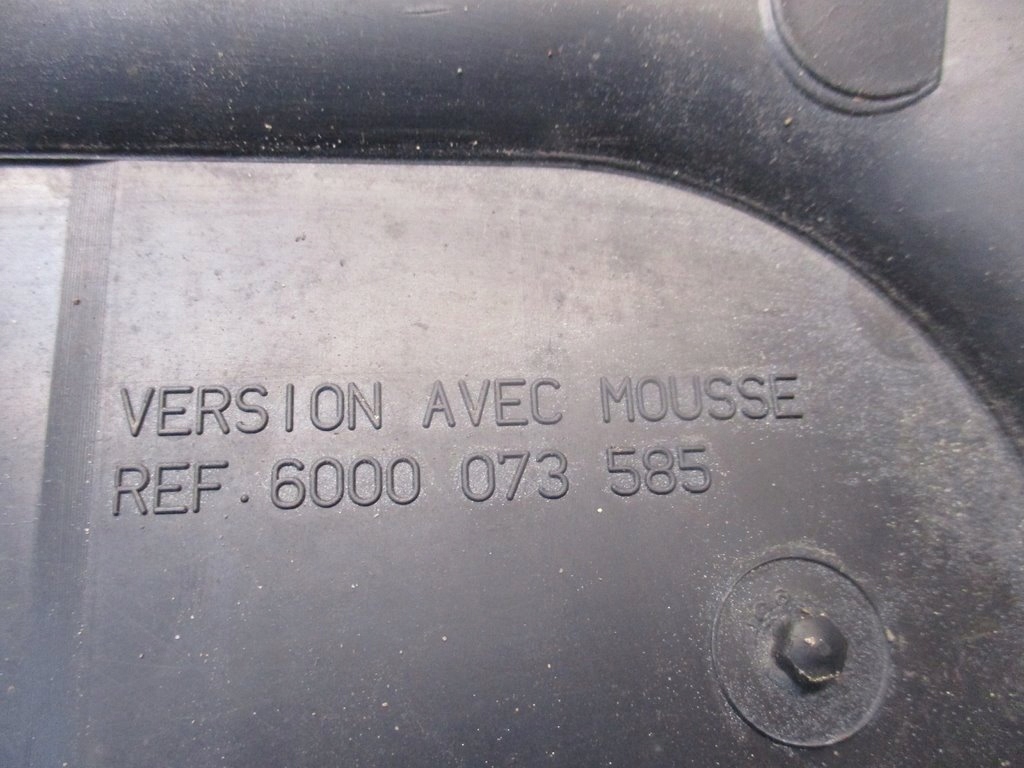 VERSION AVEC MOUSSE
REF. 6000 073 585